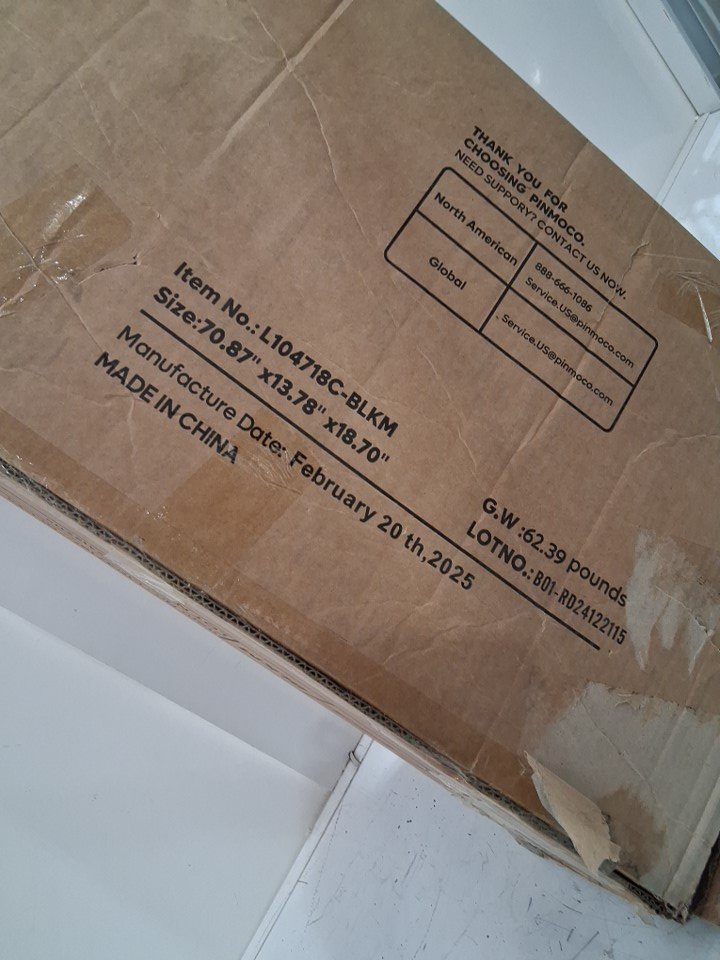 THANK YOU FOR
CHOOSING PINMOCO.
NEED SUPPORT? CONTACT US NOW.
North American
888-666-1086
Service.US@pinmoco.com
Global
Service.US@pinmoco.com
Item No.: L104718C-BLKM
Size:70.87" x13.78" x18.70"
G.W :62.39 pounds
LOTNO.: B01-RD24122115
Manufacture Date: February 20 th,2025
MADE IN CHINA